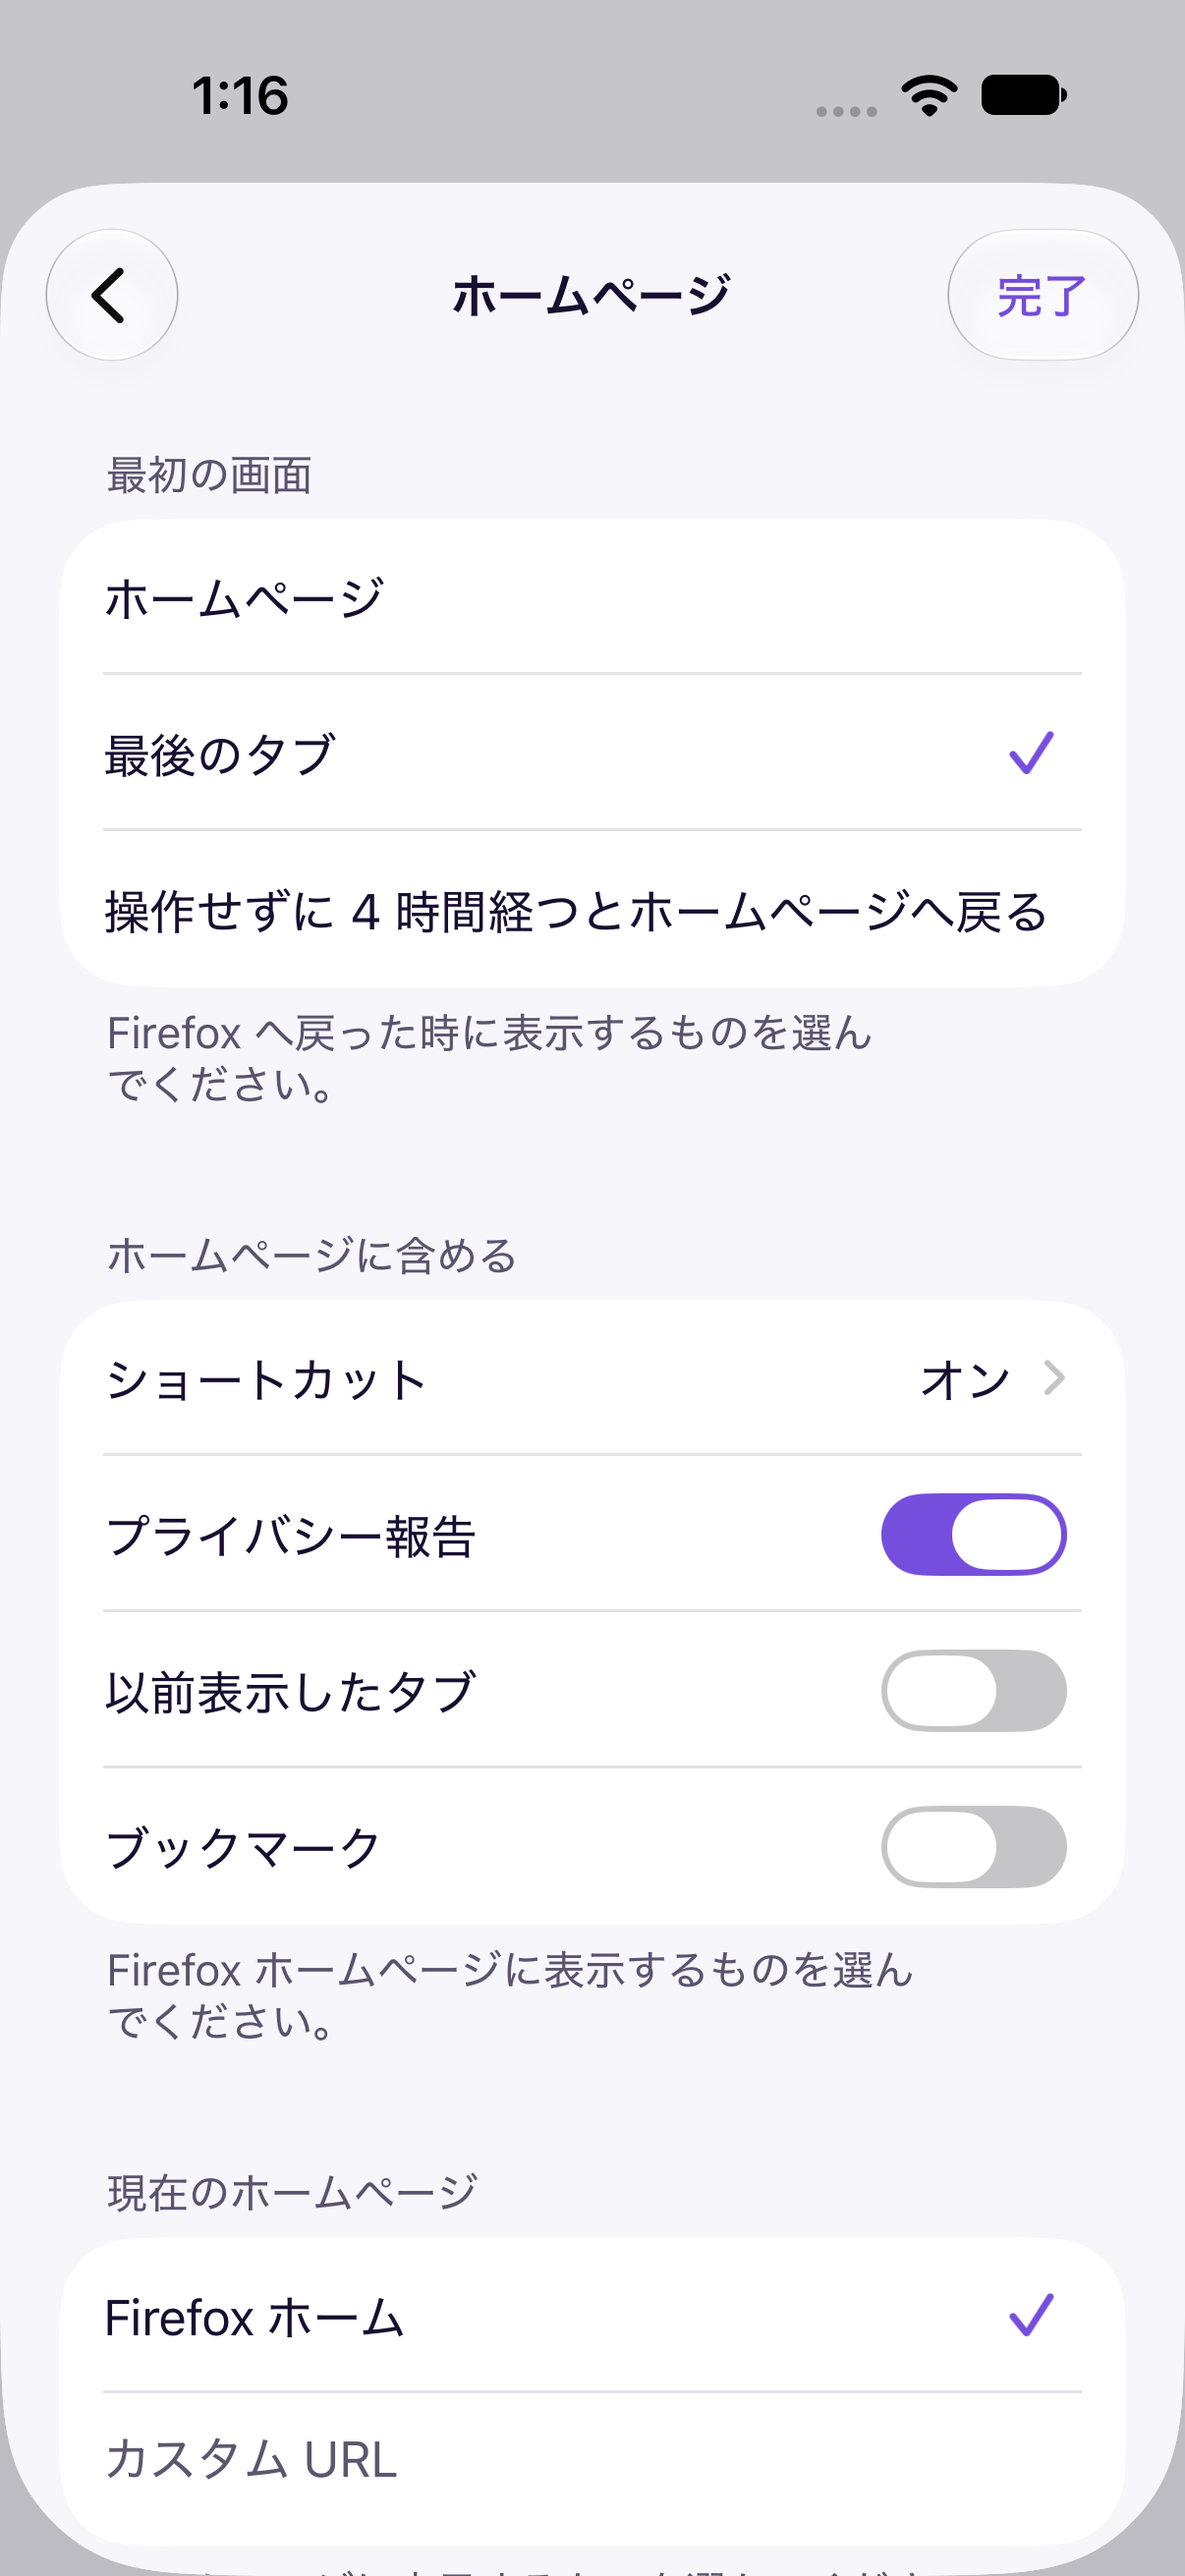 1:16
ホームページ
完了
最初の画面
ホームページ
最後のタブ
操作せずに 4 時間経つとホームページへ戻る
Firefox へ戻った時に表示するものを選ん
でください。
ホームページに含める
ショートカット
オン
プライバシー報告
以前表示したタブ
ブックマーク
Firefox ホームページに表示するものを選ん
でください。
現在のホームページ
Firefox ホーム
カスタム URL